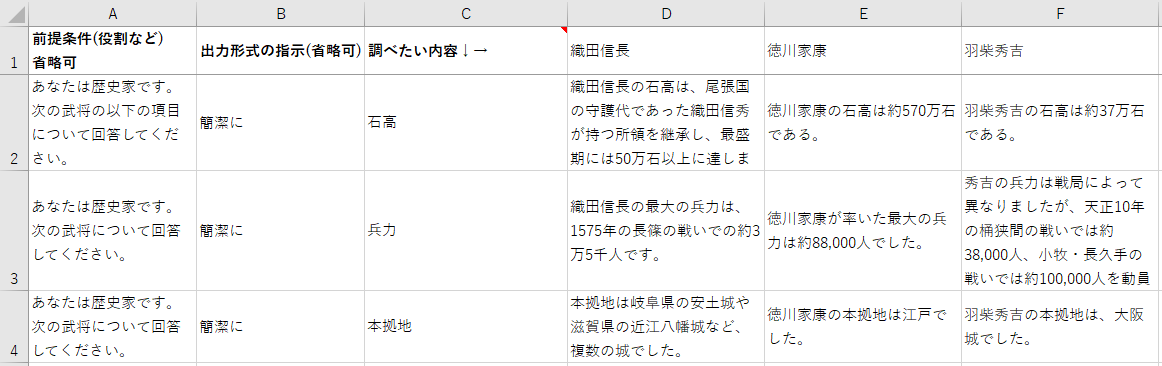 A B C D E F
1 前提条件(役割など) 省略可 出力形式の指示(省略可) 調べたい内容↓→ 織田信長 徳川家康 羽柴秀吉
2
あなたは歴史家です。
次の武将の以下の項目
について回答してくだ
さい。
簡潔に
石高
織田信長の石高は、尾張国
の守護代であった織田信秀
が持つ所領を継承し、最盛
期には50万石以上に達しま
徳川家康の石高は約570万石
である。
羽柴秀吉の石高は約37万石
である。
3
あなたは歴史家です。
次の武将について回答
してください。
簡潔に
兵力
織田信長の最大の兵力は、
1575年の長篠の戦いでの約3
万5千人です。
徳川家康が率いた最大の兵
力は約88,000人でした。
秀吉の兵力は戦局によって
異なりましたが、天正10年
の桶狭間の戦いでは約
38,000人、小牧・長久手の
戦いでは約100,000人を動員
4
あなたは歴史家です。
次の武将について回答
してください。
簡潔に
本拠地
本拠地は岐阜県の安土城や
滋賀県の近江八幡城など、
複数の城でした。
徳川家康の本拠地は江戸で
した。
羽柴秀吉の本拠地は、大阪
城でした。